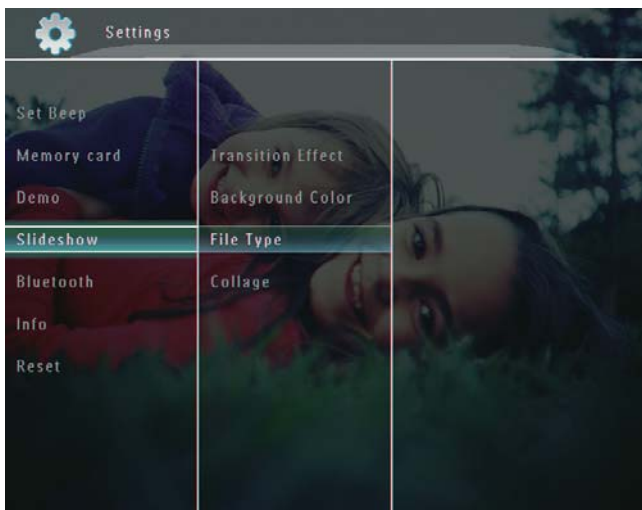 Settings
Set Beep
Memory card
Demo
Slideshow
Bluetooth
Info
Reset
Transition Effect
Background Color
File Type
Collage